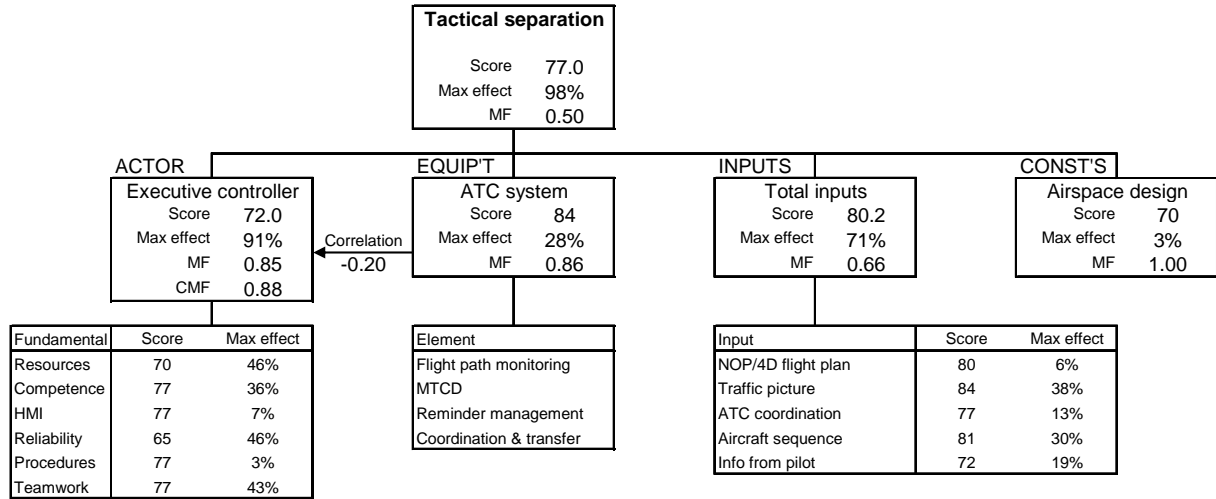 Tactical separation
Score 77.0
Max effect 98%
MF 0.50
ACTOR EQUIP'T INPUTS CONST'S
Executive controller
Score 72.0
Max effect 91%
MF 0.85
CMF 0.88
Correlation
-0.20
ATC system
Score 84
Max effect 28%
MF 0.86
Total inputs
Score 80.2
Max effect 71%
MF 0.66
Airspace design
Score 70
Max effect 3%
MF 1.00
Fundamental Score Max effect
Resources 70 46%
Competence 77 36%
HMI 77 7%
Reliability 65 46%
Procedures 77 3%
Teamwork 77 43%
Element
Flight path monitoring
MTCD
Reminder management
Coordination & transfer
Input Score Max effect
NOP/4D flight plan 80 6%
Traffic picture 84 38%
ATC coordination 77 13%
Aircraft sequence 81 30%
Info from pilot 72 19%